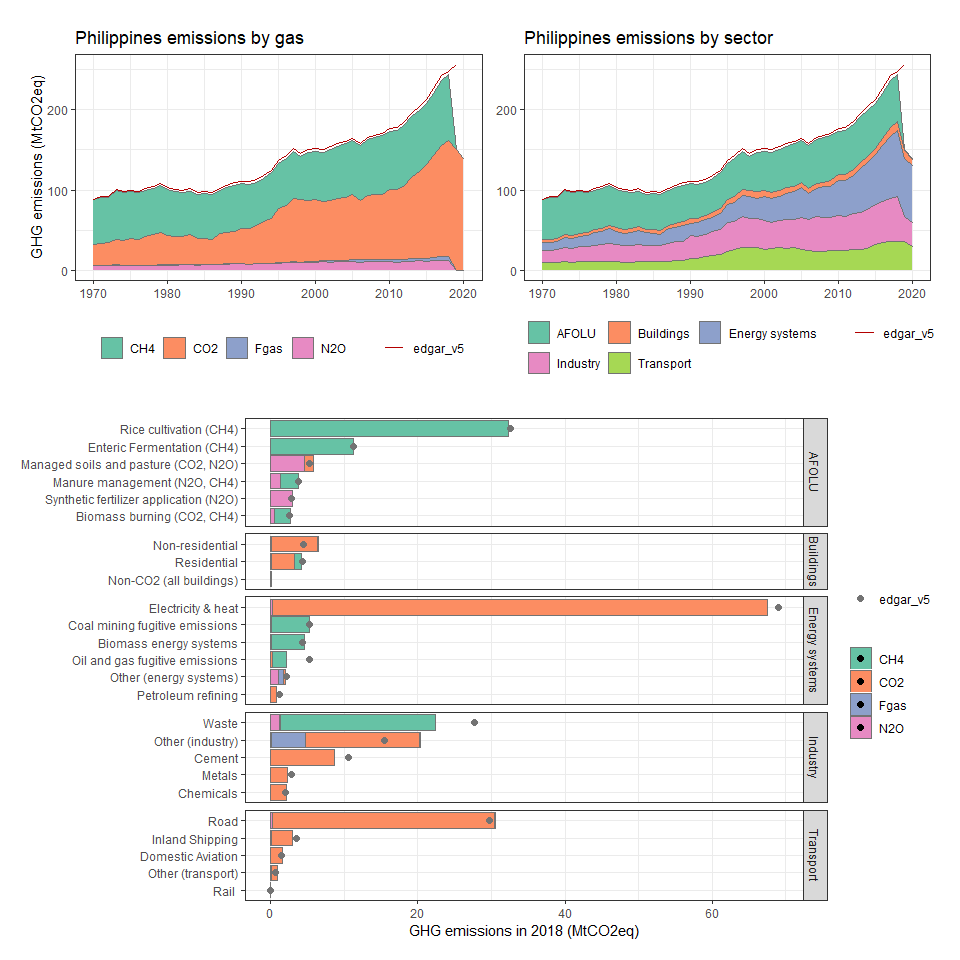 Philippines emissions by gas
GHG emissions (MtCO2eq)
200
100
0
1970
1980
1990
2000
2010
2020
CH4
CO2
Fgas
N2O
edgar_v5
Philippines emissions by sector
200
100
0
1970
1980
1990
2000
2010
2020
AFOLU
Buildings
Energy systems
edgar_v5
Industry
Transport
Rice cultivation (CH4)
Enteric Fermentation (CH4)
Managed soils and pasture (CO2, N2O)
Manure management (N2O, CH4)
Synthetic fertilizer application (N2O)
Biomass burning (CO2, CH4)
AFOLU
Non-residential
Residential
Non-CO2 (all buildings)
Buildings
Electricity & heat
Coal mining fugitive emissions
Biomass energy systems
Oil and gas fugitive emissions
Other (energy systems)
Petroleum refining
Energy systems
Waste
Other (industry)
Cement
Metals
Chemicals
Industry
Road
Inland Shipping
Domestic Aviation
Other (transport)
Rail
Transport
0
20
40
60
GHG emissions in 2018 (MtCO2eq)
edgar_v5
CH4
CO2
Fgas
N2O